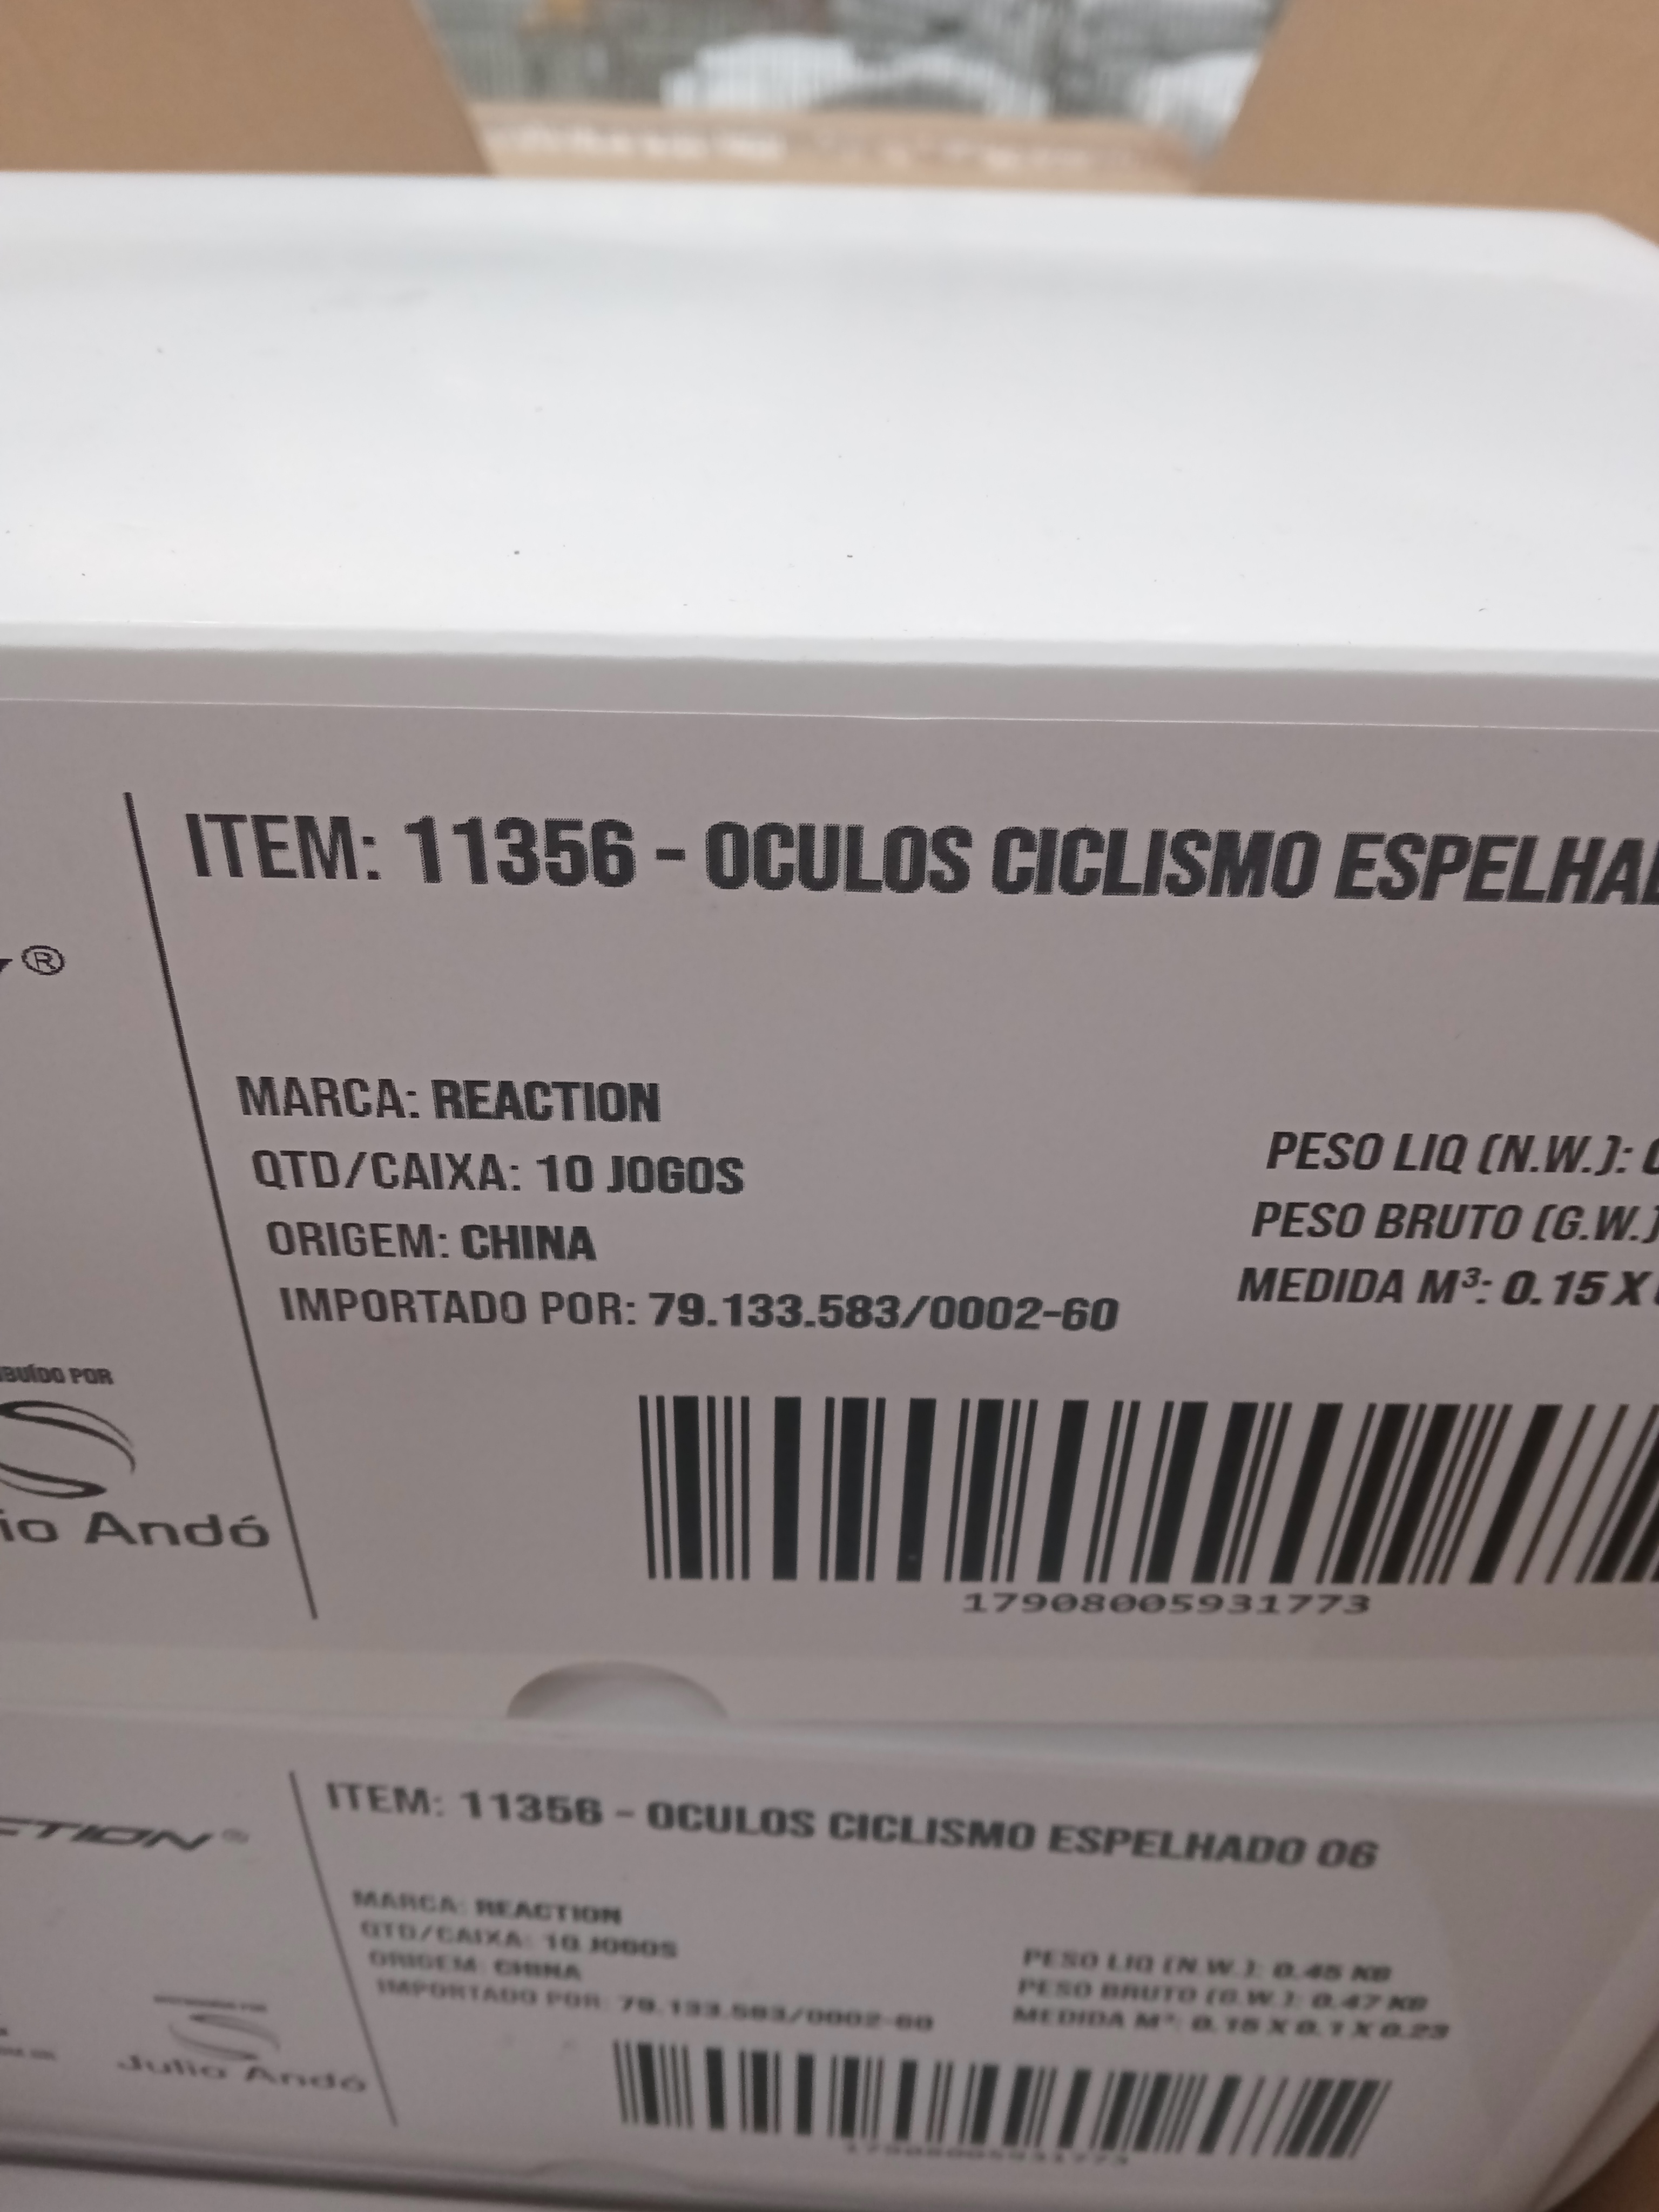 ITEM: 11356 - OCULOS CICLISMO
®
MARCA: REACTION
QTD/CAIXA: 10 JOGOS
ORIGEM: CHINA
IMPORTADO POR: 79.133.583/0002-60
PESO LIQ (N.W.):
PESO BRUTO (G.W.)
MEDIDA M³: 0.15 X
POR
Andó
17908005931773
ITEM: 11356 - OCULOS CICLISMO ESPELHADO 06
®
MARCA: REACTION
QTD/CAIXA: 10 JOGOS
ORIGEM: CHINA
IMPORTADO POR: 79.133.583/0002-60
PESO LIQ (N.W.): 0.45 KG
PESO BRUTO (G.W.): 0.47 KG
MEDIDA M³: 0.15 X 0.1 X 0.23
Julio Andó
17908005931773